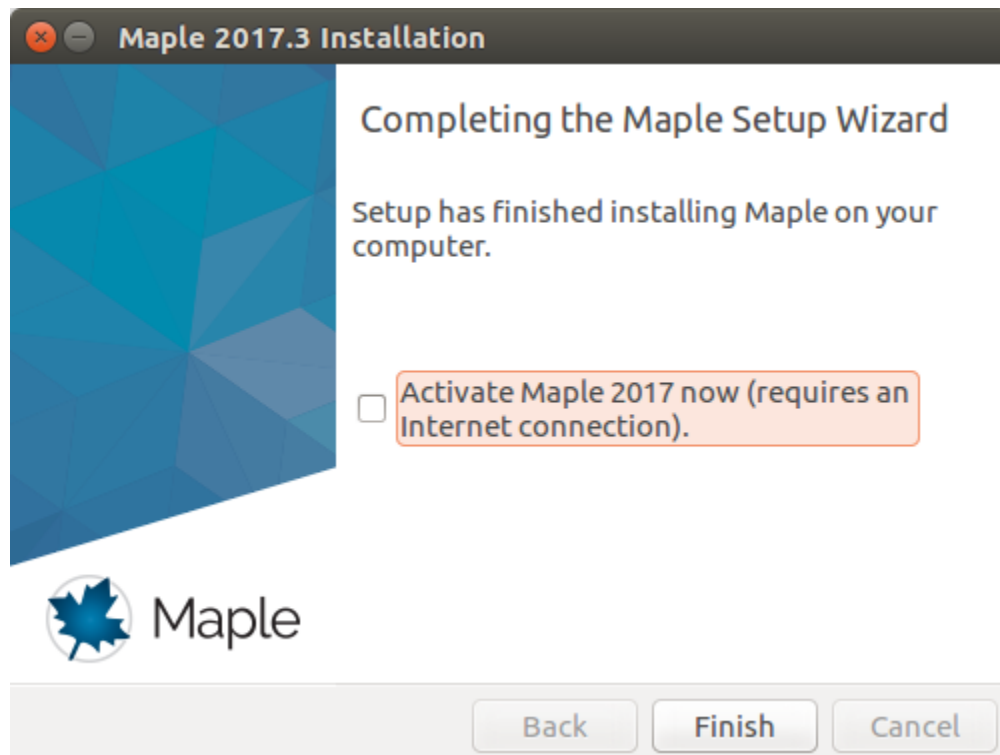 Maple 2017.3 Installation
Completing the Maple Setup Wizard
Setup has finished installing Maple on your
computer.
Activate Maple 2017 now (requires an
Internet connection).
Maple
Back
Finish
Cancel